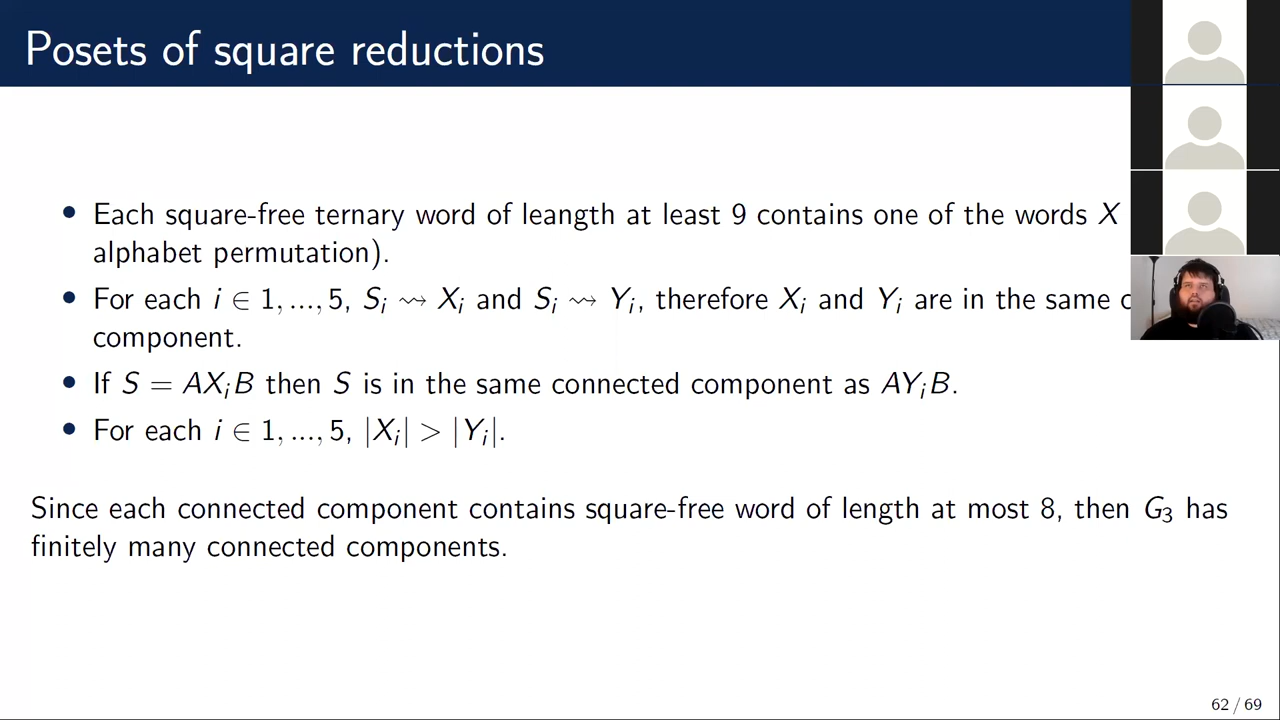 Posets of square reductions
• Each square-free ternary word of leangth at least 9 contains one of the words X
alphabet permutation).
• For each i ∈ 1, ..., 5, Sᵢ ⇝ Xᵢ and Sᵢ ⇝ Yᵢ, therefore Xᵢ and Yᵢ are in the same c
component.
• If S = AXᵢB then S is in the same connected component as AYᵢB.
• For each i ∈ 1, ..., 5, |Xᵢ| > |Yᵢ|.
Since each connected component contains square-free word of length at most 8, then G₃ has
finitely many connected components.
62 / 69